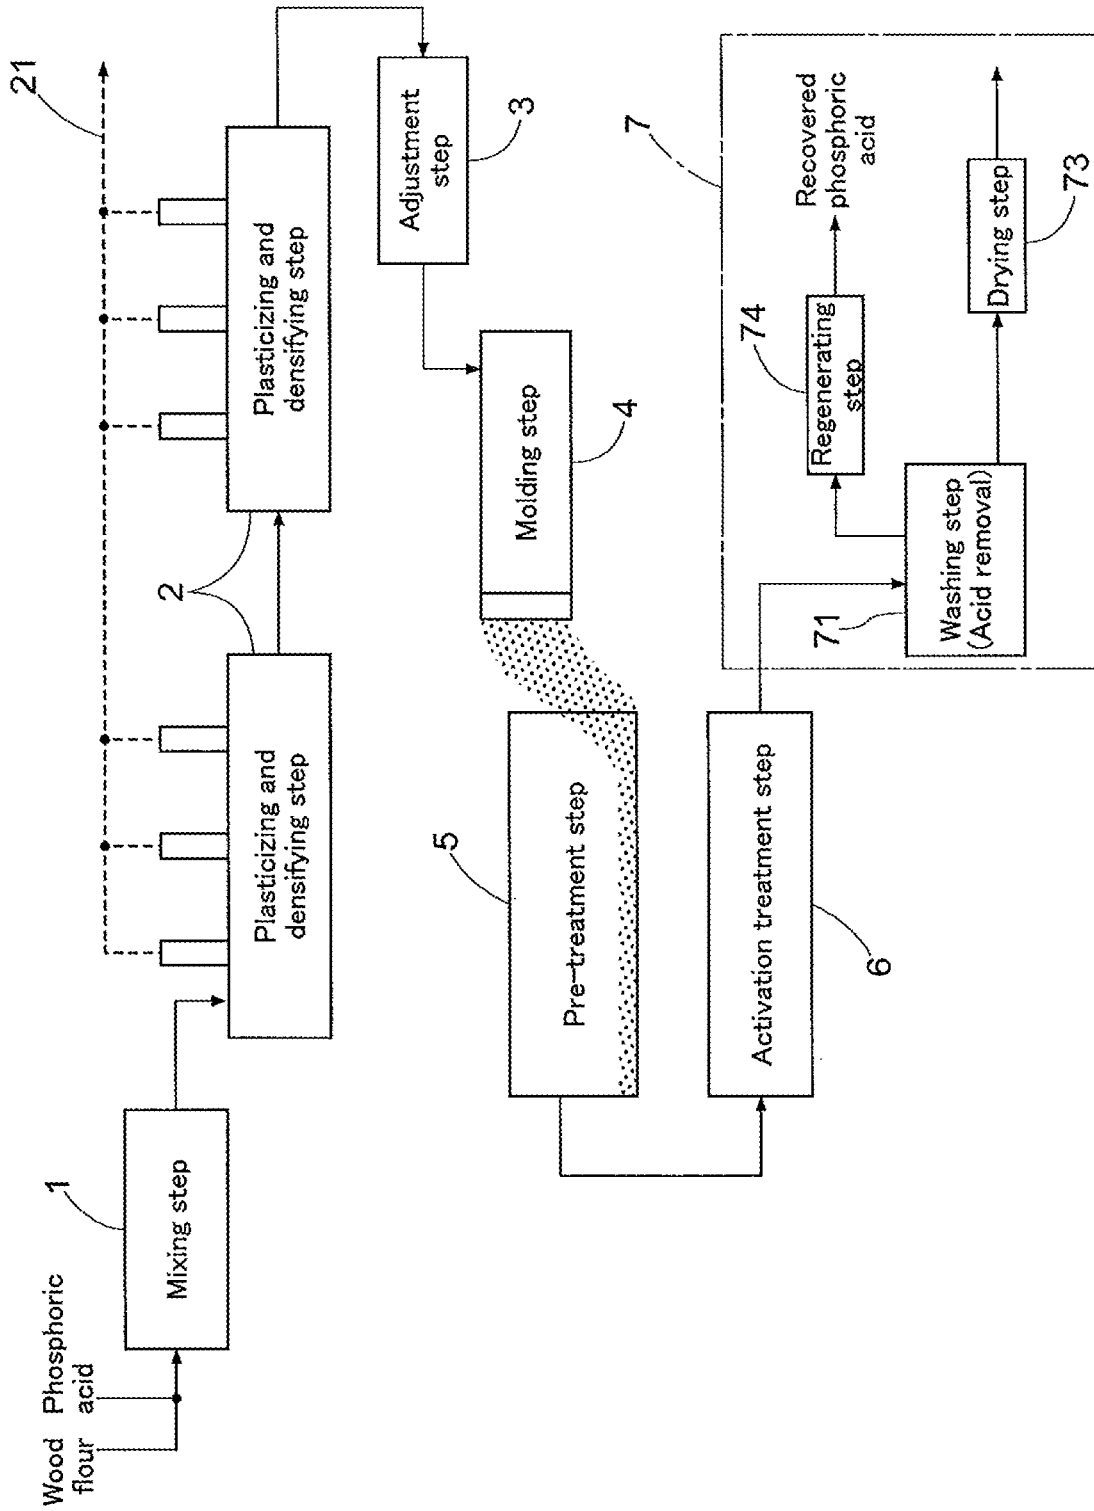 Wood
flour
Phosphoric
acid
1
Mixing step
2
Plasticizing and
densifying step
Plasticizing and
densifying step
21
Adjustment
step
3
Molding step
4
5
Pre-treatment step
Activation treatment step
6
7
71
Washing step
(Acid removal)
74
Regenerating
step
Recovered
phosphoric
acid
Drying step
73